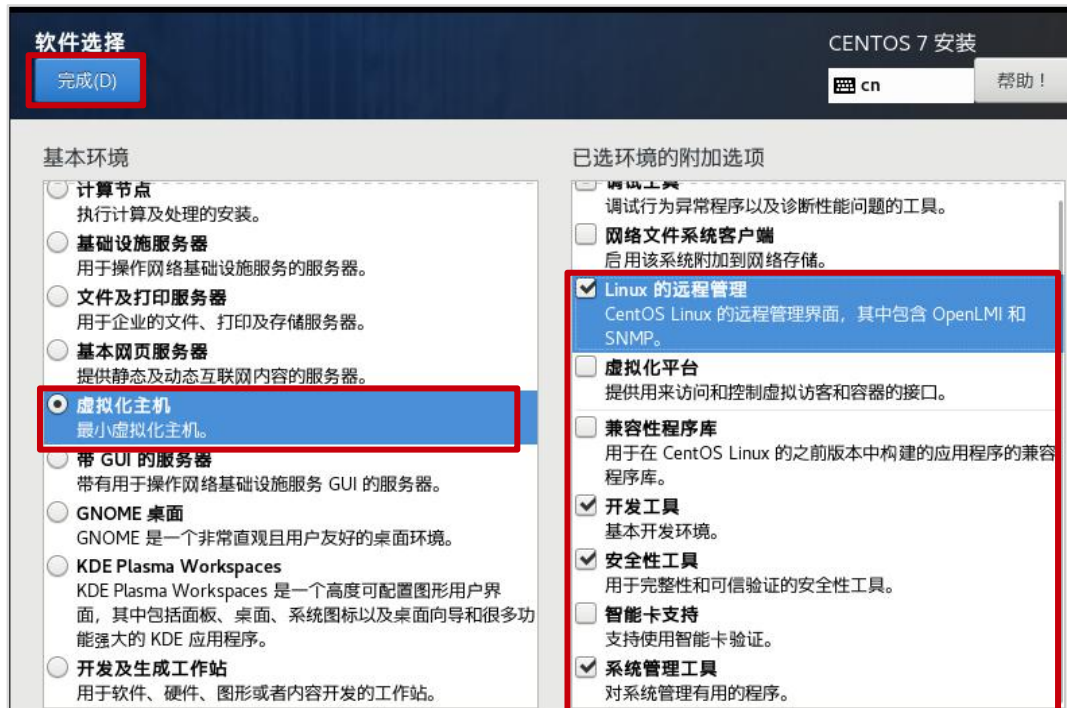 软件选择
CENTOS 7 安装
完成(D)
cn
帮助！
基本环境
计算节点
执行计算及处理的安装。
基础设施服务器
用于操作网络基础设施服务的服务器。
文件及打印服务器
用于企业的文件、打印及存储服务器。
基本网页服务器
提供静态及动态互联网内容的服务器。
虚拟化主机
最小虚拟化主机。
带 GUI 的服务器
带有用于操作网络基础设施服务 GUI 的服务器。
GNOME 桌面
GNOME 是一个非常直观且用户友好的桌面环境。
KDE Plasma Workspaces
KDE Plasma Workspaces 是一个高度可配置图形用户界
面，其中包括面板、桌面、系统图标以及桌面向导和很多功
能强大的 KDE 应用程序。
开发及生成工作站
用于软件、硬件、图形或者内容开发的工作站。
已选环境的附加选项
调试工具
调试行为异常程序以及诊断性能问题的工具。
网络文件系统客户端
启用该系统附加到网络存储。
Linux 的远程管理
CentOS Linux 的远程管理界面，其中包含 OpenLMI 和
SNMP。
虚拟化平台
提供用来访问和控制虚拟访客和容器的接口。
兼容性程序库
用于在 CentOS Linux 的之前版本中构建的应用程序的兼容
程序库。
开发工具
基本开发环境。
安全性工具
用于完整性和可信验证的安全性工具。
智能卡支持
支持使用智能卡验证。
系统管理工具
对系统管理有用的程序。